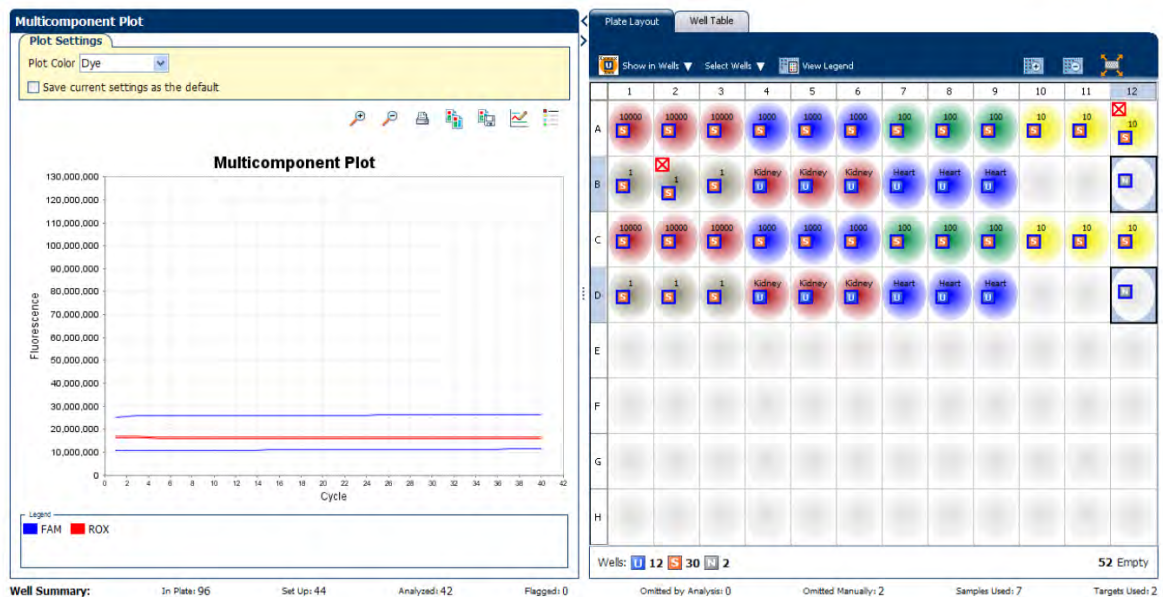 Multicomponent Plot
Plot Settings
Plot Color Dye
Save current settings as the default
Multicomponent Plot
130,000,000
120,000,000
110,000,000
100,000,000
90,000,000
80,000,000
70,000,000
60,000,000
50,000,000
40,000,000
30,000,000
20,000,000
10,000,000
0
Fluorescence
0 2 4 6 8 10 12 14 16 18 20 22 24 26 28 30 32 34 36 38 40 42
Cycle
Legend
FAM ROX
Plate Layout Well Table
Show in Wells ▼ Select Wells ▼ View Legend
1 2 3 4 5 6 7 8 9 10 11 12
A
10000 10000 10000 1000 1000 1000 100 100 100 10 10 10
S S S S S S S S S S S S
B
1 1 1 Kidney Kidney Kidney Heart Heart Heart
S S S U U U U U U N
C
10000 10000 10000 1000 1000 1000 100 100 100 10 10 10
S S S S S S S S S S S S
D
1 1 1 Kidney Kidney Kidney Heart Heart Heart
S S S U U U U U U N
E
F
G
H
Wells: U 12 S 30 N 2 52 Empty
Well Summary: In Plate: 96 Set Up: 44 Analyzed: 42 Flagged: 0 Omitted by Analysis: 0 Omitted Manually: 2 Samples Used: 7 Targets Used: 2